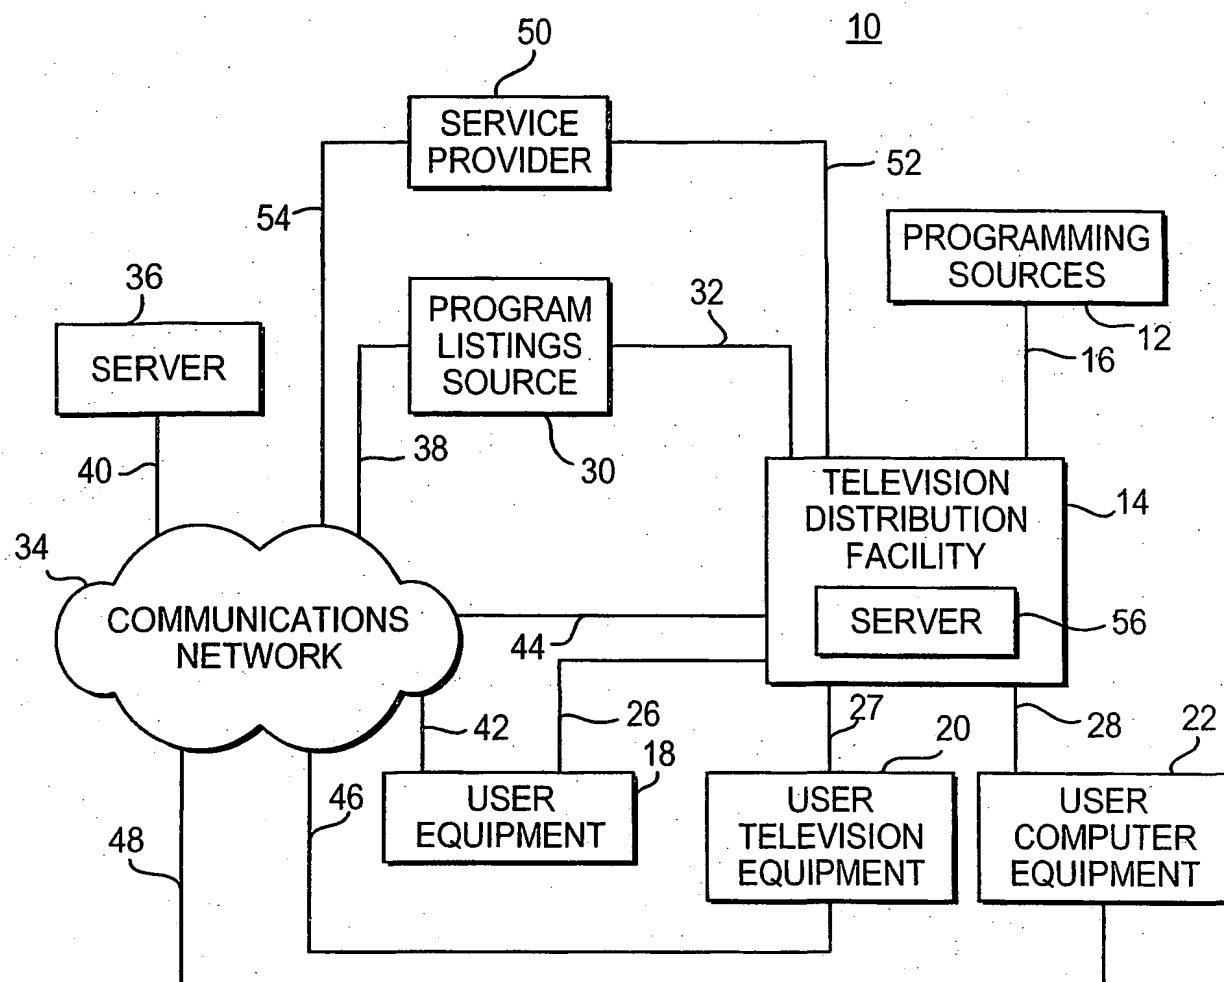 10
50
SERVICE
PROVIDER
52
54
PROGRAMMING
SOURCES
36
PROGRAM
LISTINGS
SOURCE
32
12
16
SERVER
40
38
30
TELEVISION
DISTRIBUTION
FACILITY
14
34
COMMUNICATIONS
NETWORK
44
SERVER
56
42
26
27
28
18
20
22
46
USER
EQUIPMENT
USER
TELEVISION
EQUIPMENT
USER
COMPUTER
EQUIPMENT
48